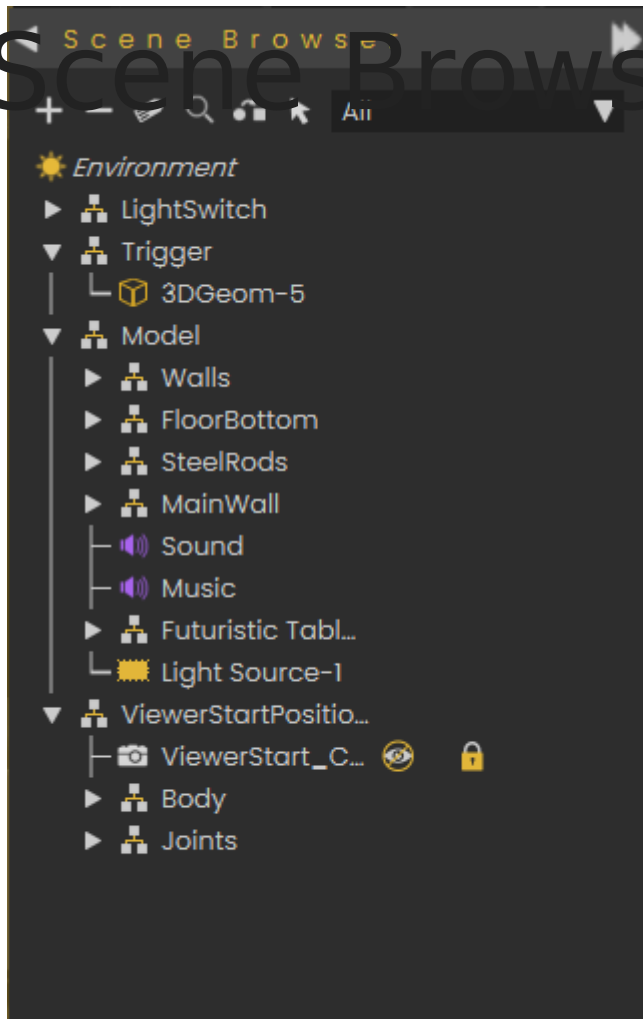 Scene Browser
Scene Brows
All
Environment
LightSwitch
Trigger
3DGeom-5
Model
Walls
FloorBottom
SteelRods
MainWall
Sound
Music
Futuristic Tabl...
Light Source-1
ViewerStartPositio...
ViewerStart_C...
Body
Joints